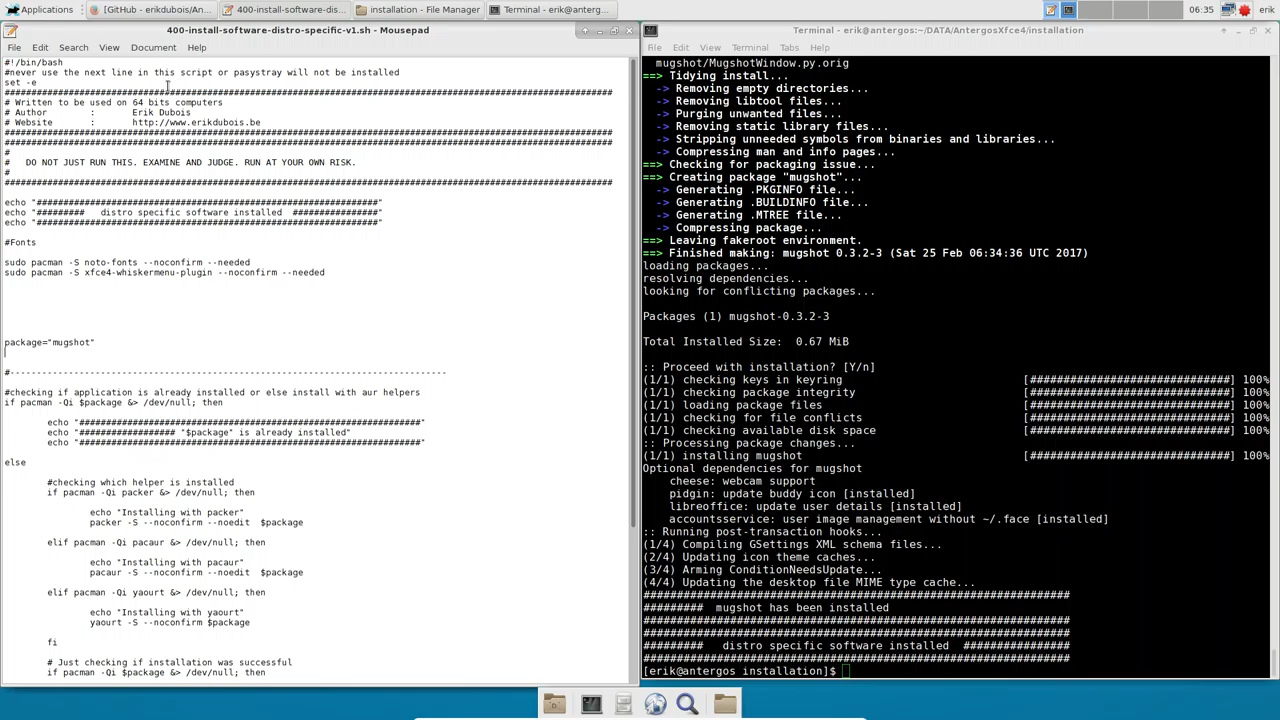 Applications
[GitHub - erikdubois/An...
400-install-software-dis...
installation - File Manager
Terminal - erik@anterg...
06:35
erik
400-install-software-distro-specific-v1.sh - Mousepad
File Edit Search View Document Help
#!/bin/bash
#never use the next line in this script or pasystray will not be installed
set -e
##################################################################################################################
# Written to be used on 64 bits computers
# Author : Erik Dubois
# Website : http://www.erikdubois.be
##################################################################################################################
##################################################################################################################
#
# DO NOT JUST RUN THIS. EXAMINE AND JUDGE. RUN AT YOUR OWN RISK.
#
##################################################################################################################
echo "################################################################"
echo "######### distro specific software installed ################"
echo "################################################################"
#Fonts
sudo pacman -S noto-fonts --noconfirm --needed
sudo pacman -S xfce4-whiskermenu-plugin --noconfirm --needed
package="mugshot"
#----------------------------------------------------------------------------------
#checking if application is already installed or else install with aur helpers
if pacman -Qi $package &> /dev/null; then
echo "################################################################"
echo "################## "$package" is already installed"
echo "################################################################"
else
#checking which helper is installed
if pacman -Qi packer &> /dev/null; then
echo "Installing with packer"
packer -S --noconfirm --noedit $package
elif pacman -Qi pacaur &> /dev/null; then
echo "Installing with pacaur"
pacaur -S --noconfirm --noedit $package
elif pacman -Qi yaourt &> /dev/null; then
echo "Installing with yaourt"
yaourt -S --noconfirm $package
fi
# Just checking if installation was successful
if pacman -Qi $package &> /dev/null; then
Terminal - erik@antergos:~/DATA/AntergosXfce4/installation
File Edit View Terminal Tabs Help
mugshot/MugshotWindow.py.orig
==> Tidying install...
-> Removing empty directories...
-> Removing libtool files...
-> Purging unwanted files...
-> Removing static library files...
-> Stripping unneeded symbols from binaries and libraries...
-> Compressing man and info pages...
==> Checking for packaging issue...
==> Creating package "mugshot"...
-> Generating .PKGINFO file...
-> Generating .BUILDINFO file...
-> Generating .MTREE file...
-> Compressing package...
==> Leaving fakeroot environment.
==> Finished making: mugshot 0.3.2-3 (Sat 25 Feb 06:34:36 UTC 2017)
loading packages...
resolving dependencies...
looking for conflicting packages...
Packages (1) mugshot-0.3.2-3
Total Installed Size: 0.67 MiB
:: Proceed with installation? [Y/n]
(1/1) checking keys in keyring [##############################] 100%
(1/1) checking package integrity [##############################] 100%
(1/1) loading package files [##############################] 100%
(1/1) checking for file conflicts [##############################] 100%
(1/1) checking available disk space [##############################] 100%
:: Processing package changes...
(1/1) installing mugshot [##############################] 100%
Optional dependencies for mugshot
cheese: webcam support
pidgin: update buddy icon [installed]
libreoffice: update user details [installed]
accountsservice: user image management without ~/.face [installed]
:: Running post-transaction hooks...
(1/4) Compiling GSettings XML schema files...
(2/4) Updating icon theme caches...
(3/4) Arming ConditionNeedsUpdate...
(4/4) Updating the desktop file MIME type cache...
################################################################
######### mugshot has been installed
################################################################
################################################################
######### distro specific software installed ################
################################################################
[erik@antergos installation]$